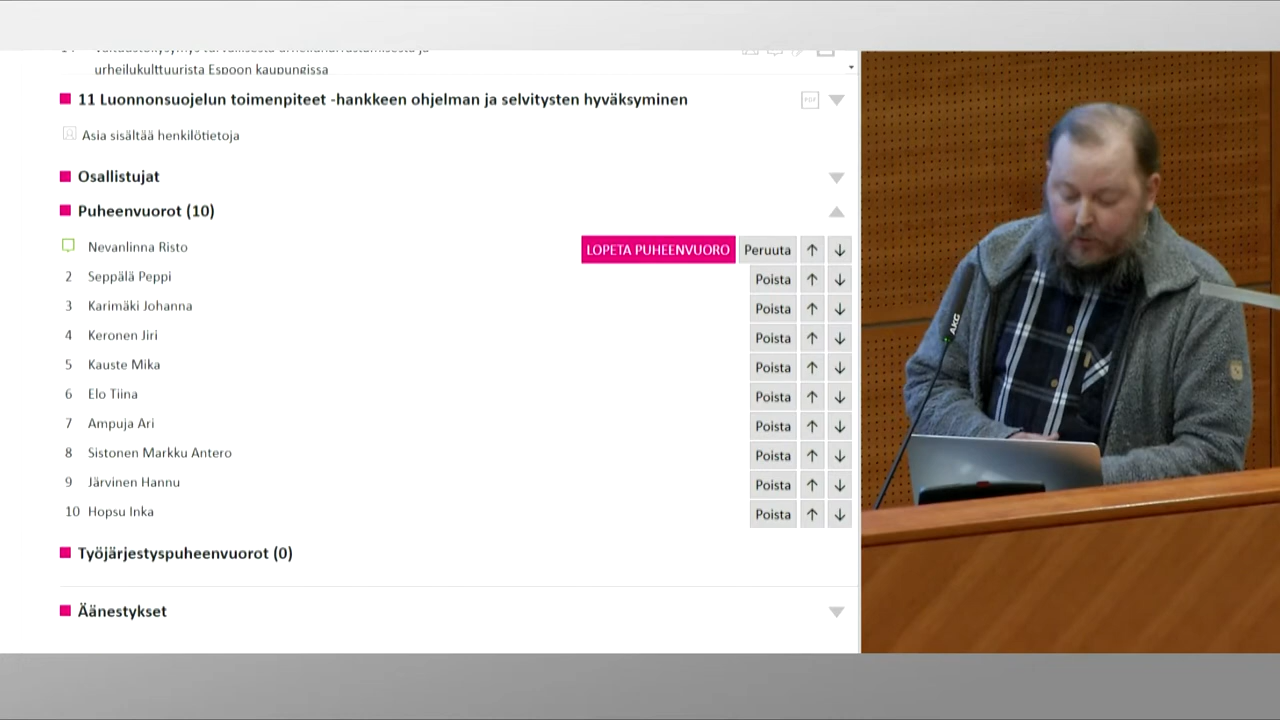 urheilukulttuurista Espoon kaupungissa
11 Luonnonsuojelun toimenpiteet -hankkeen ohjelman ja selvitysten hyväksyminen
PDF
Asia sisältää henkilötietoja
Osallistujat
Puheenvuorot (10)
Nevanlinna Risto LOPETA PUHEENVUORO Peruuta ↑ ↓
2 Seppälä Peppi Poista ↑ ↓
3 Karimäki Johanna Poista ↑ ↓
4 Keronen Jiri Poista ↑ ↓
5 Kauste Mika Poista ↑ ↓
6 Elo Tiina Poista ↑ ↓
7 Ampuja Ari Poista ↑ ↓
8 Sistonen Markku Antero Poista ↑ ↓
9 Järvinen Hannu Poista ↑ ↓
10 Hopsu Inka Poista ↑ ↓
Työjärjestyspuheenvuorot (0)
Äänestykset
AKG